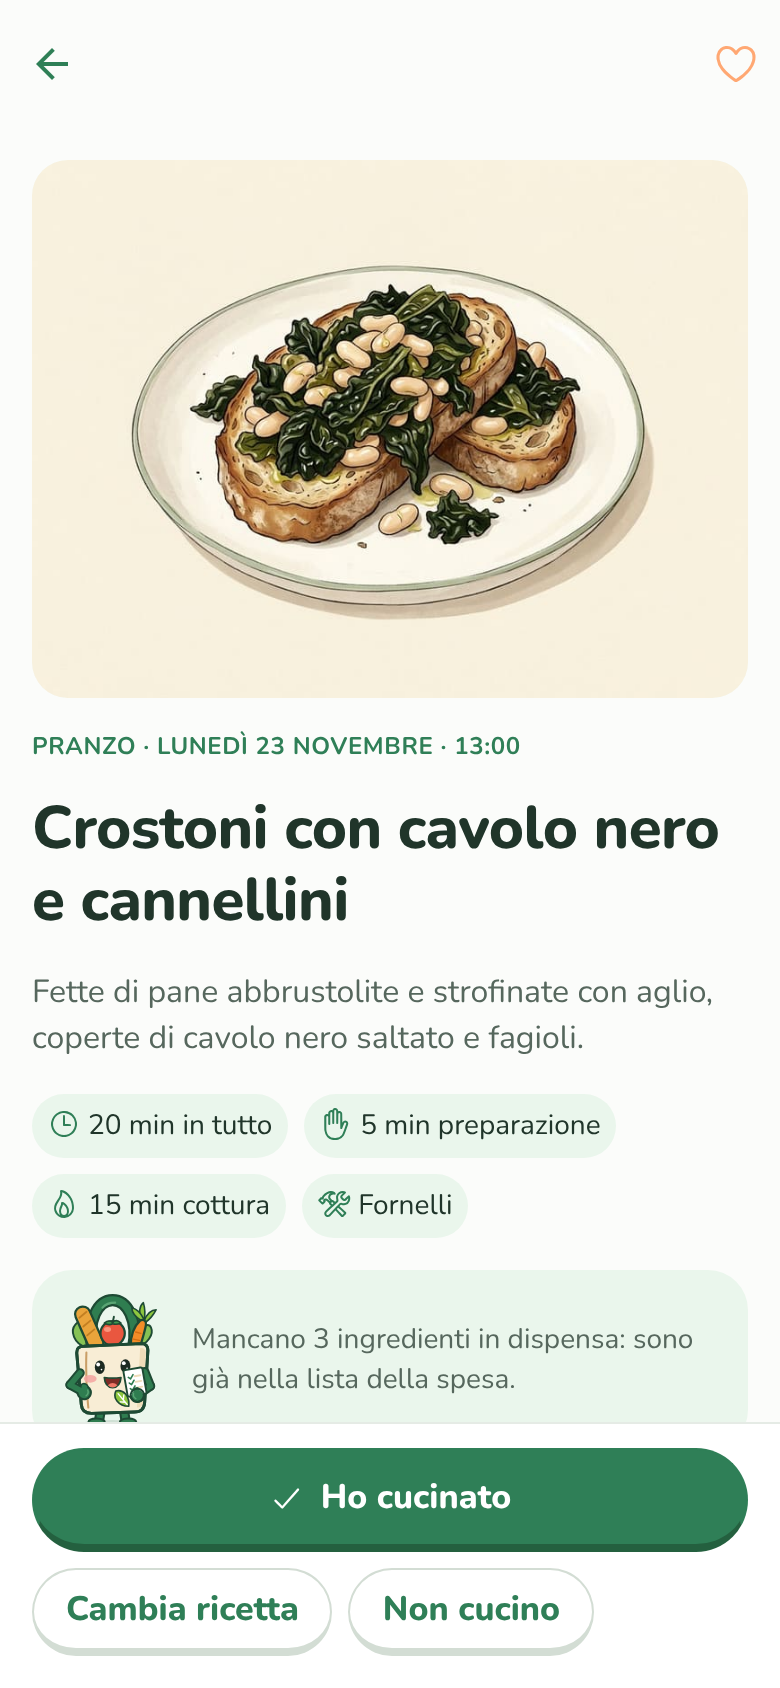 PRANZO · LUNEDÌ 23 NOVEMBRE · 13:00
Crostoni con cavolo nero
e cannellini
Fette di pane abbrustolite e strofinate con aglio,
coperte di cavolo nero saltato e fagioli.
20 min in tutto
5 min preparazione
15 min cottura
Fornelli
Mancano 3 ingredienti in dispensa: sono
già nella lista della spesa.
Ho cucinato
Cambia ricetta
Non cucino